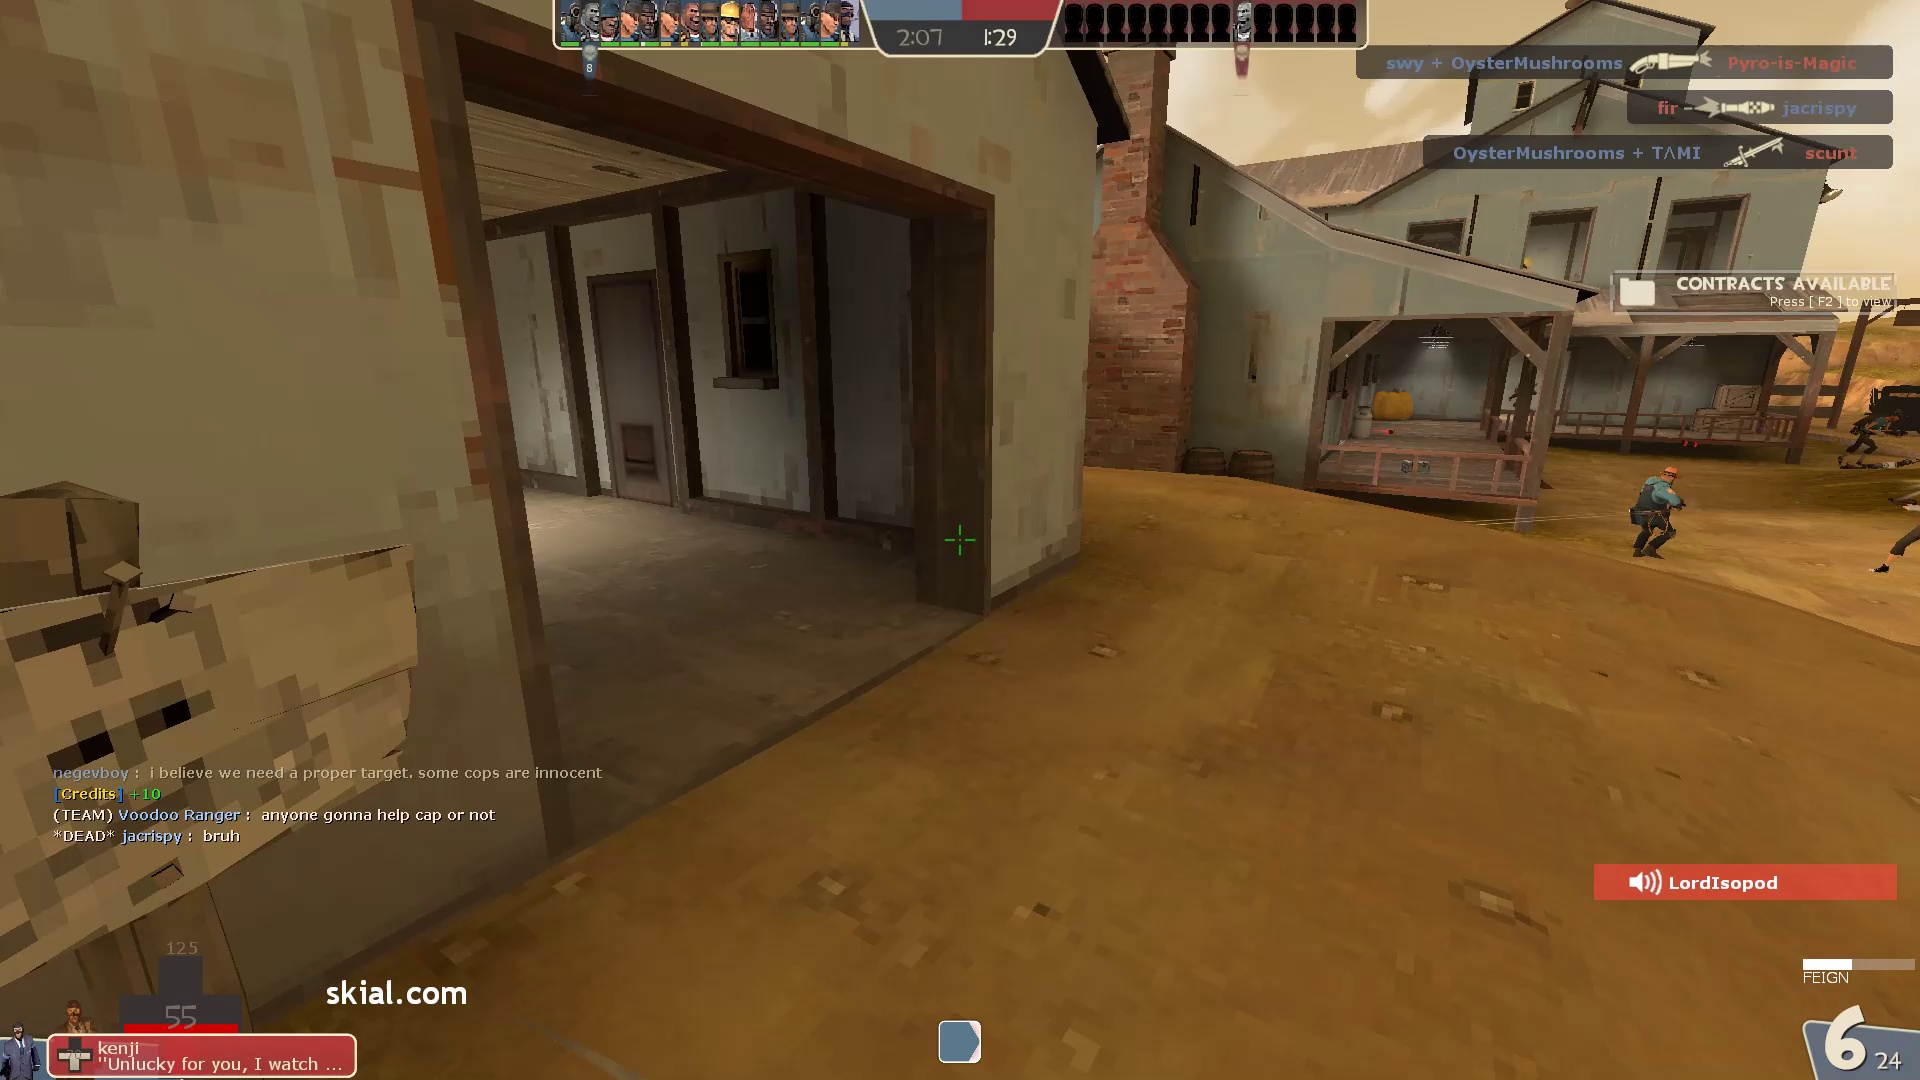 2:07 1:29
8
swy + OysterMushrooms Pyro-is-Magic
fir jacrispy
OysterMushrooms + TΛMI scunt
CONTRACTS AVAILABLE
Press [ F2 ] to view
negevboy : i believe we need a proper target. some cops are innocent
[Credits] +10
(TEAM) Voodoo Ranger : anyone gonna help cap or not
*DEAD* jacrispy : bruh
LordIsopod
125
55
skial.com
FEIGN
kenji
"Unlucky for you, I watch ...
6 24